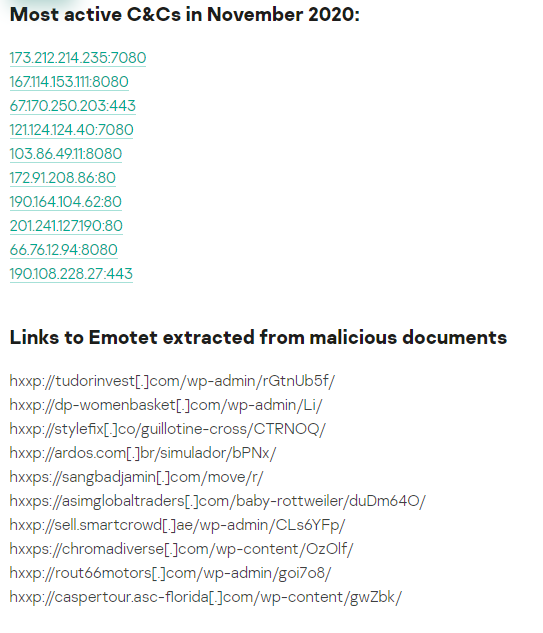 Most active C&Cs in November 2020:
173.212.214.235:7080
167.114.153.111:8080
67.170.250.203:443
121.124.124.40:7080
103.86.49.11:8080
172.91.208.86:80
190.164.104.62:80
201.241.127.190:80
66.76.12.94:8080
190.108.228.27:443
Links to Emotet extracted from malicious documents
hxxp://tudorinvest[.]com/wp-admin/rGtnUb5f/
hxxp://dp-womenbasket[.]com/wp-admin/Li/
hxxp://stylefix[.]co/guillotine-cross/CTRNOQ/
hxxp://ardos.com[.]br/simulador/bPNx/
hxxps://sangbadjamin[.]com/move/r/
hxxps://asimglobaltraders[.]com/baby-rottweiler/duDm64O/
hxxp://sell.smartcrowd[.]ae/wp-admin/CLs6YFp/
hxxps://chromadiverse[.]com/wp-content/OzOlf/
hxxp://rout66motors[.]com/wp-admin/goi7o8/
hxxp://caspertour.asc-florida[.]com/wp-content/gwZbk/